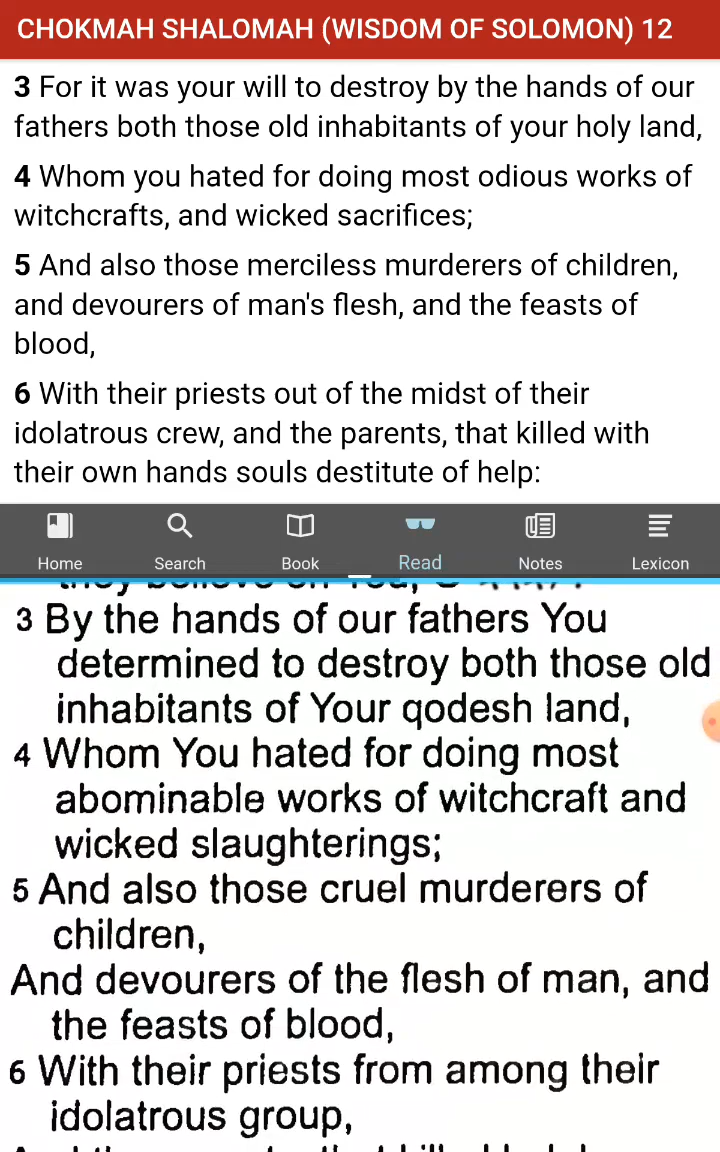 CHOKMAH SHALOMAH (WISDOM OF SOLOMON) 12
3 For it was your will to destroy by the hands of our
fathers both those old inhabitants of your holy land,
4 Whom you hated for doing most odious works of
witchcrafts, and wicked sacrifices;
5 And also those merciless murderers of children,
and devourers of man's flesh, and the feasts of
blood,
6 With their priests out of the midst of their
idolatrous crew, and the parents, that killed with
their own hands souls destitute of help:
Home Search Book Read Notes Lexicon
they believe on You,
3 By the hands of our fathers You
determined to destroy both those old
inhabitants of Your qodesh land,
4 Whom You hated for doing most
abominable works of witchcraft and
wicked slaughterings;
5 And also those cruel murderers of
children,
And devourers of the flesh of man, and
the feasts of blood,
6 With their priests from among their
idolatrous group,